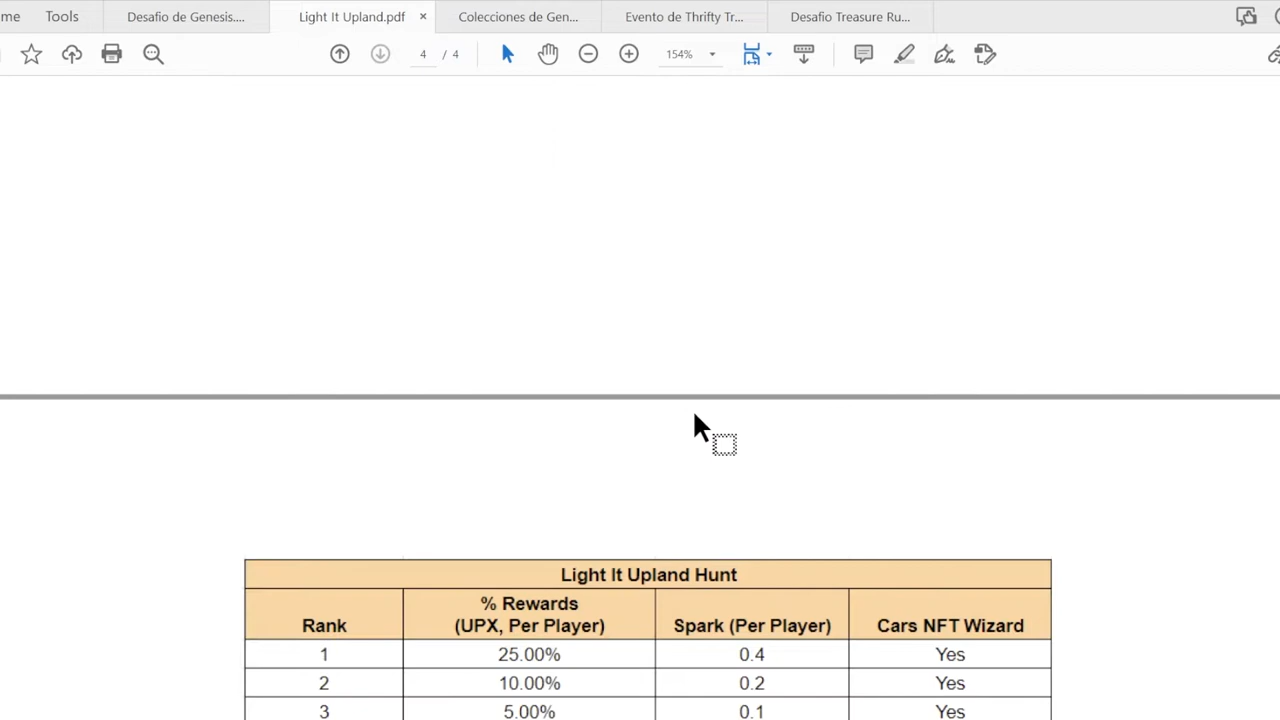 me Tools Desafio de Genesis.... Light It Upland.pdf × Colecciones de Gen... Evento de Thrifty Tr... Desafio Treasure Ru...
4 / 4 154%
Light It Upland Hunt
Rank % Rewards (UPX, Per Player) Spark (Per Player) Cars NFT Wizard
1 25.00% 0.4 Yes
2 10.00% 0.2 Yes
3 5.00% 0.1 Yes